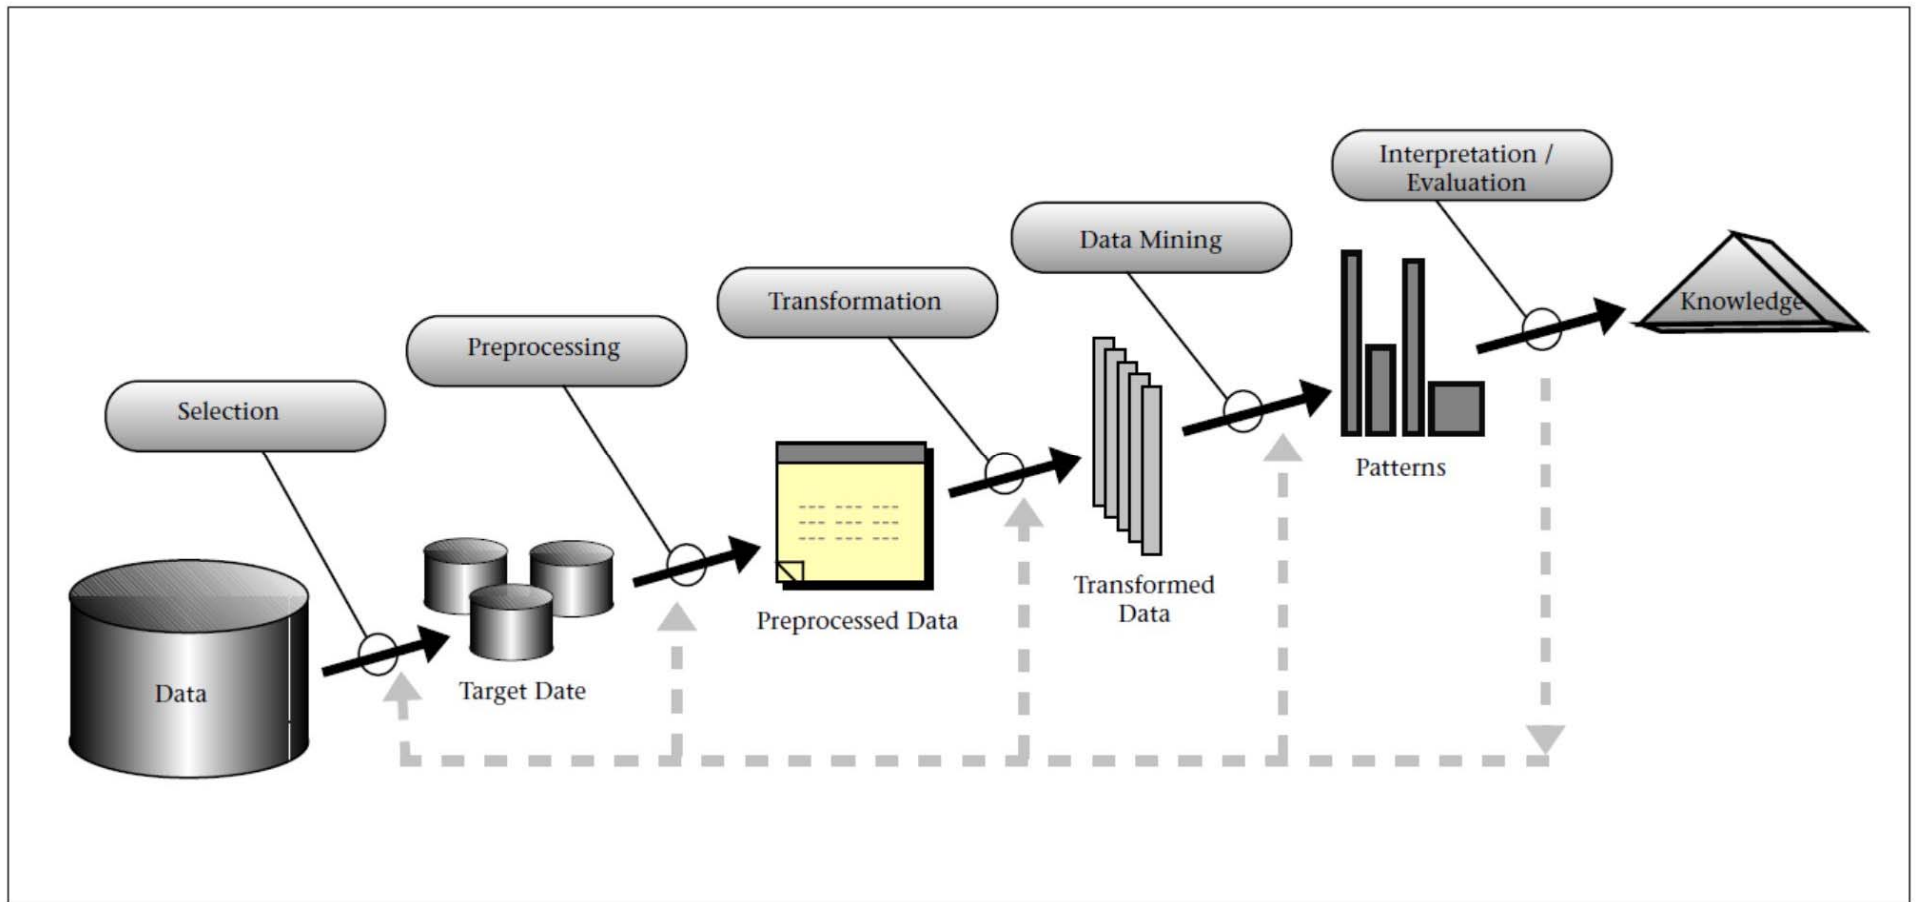 Interpretation /
Evaluation
Data Mining
Transformation
Preprocessing
Selection
Knowledge
Patterns
Transformed
Data
Preprocessed Data
Target Date
Data